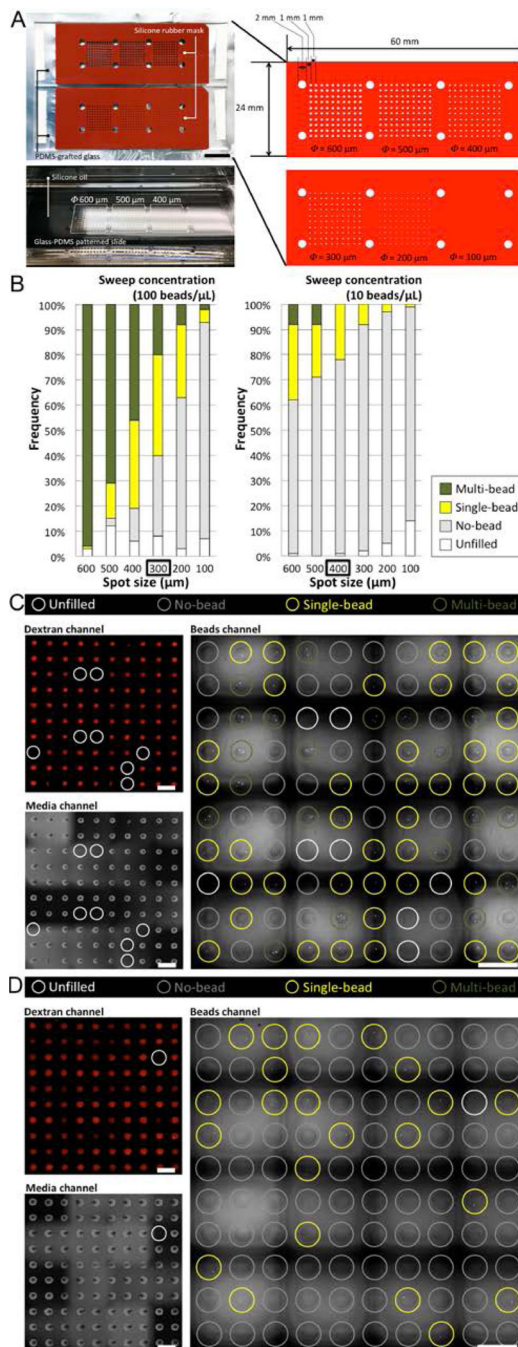 A
Silicone rubber mask
PDMS-grafted glass
Silicone oil
Φ 600 µm 500 µm 400 µm
Glass-PDMS patterned slide
2 mm 1 mm 1 mm
60 mm
24 mm
Φ = 600 µm Φ = 500 µm Φ = 400 µm
Φ = 300 µm Φ = 200 µm Φ = 100 µm
B
Sweep concentration
(100 beads/µL)
Frequency
100%
90%
80%
70%
60%
50%
40%
30%
20%
10%
0%
600 500 400 300 200 100
Spot size (µm)
Sweep concentration
(10 beads/µL)
Frequency
100%
90%
80%
70%
60%
50%
40%
30%
20%
10%
0%
600 500 400 300 200 100
Spot size (µm)
Multi-bead
Single-bead
No-bead
Unfilled
C
Unfilled No-bead Single-bead Multi-bead
Dextran channel
Media channel
Beads channel
D
Unfilled No-bead Single-bead Multi-bead
Dextran channel
Media channel
Beads channel